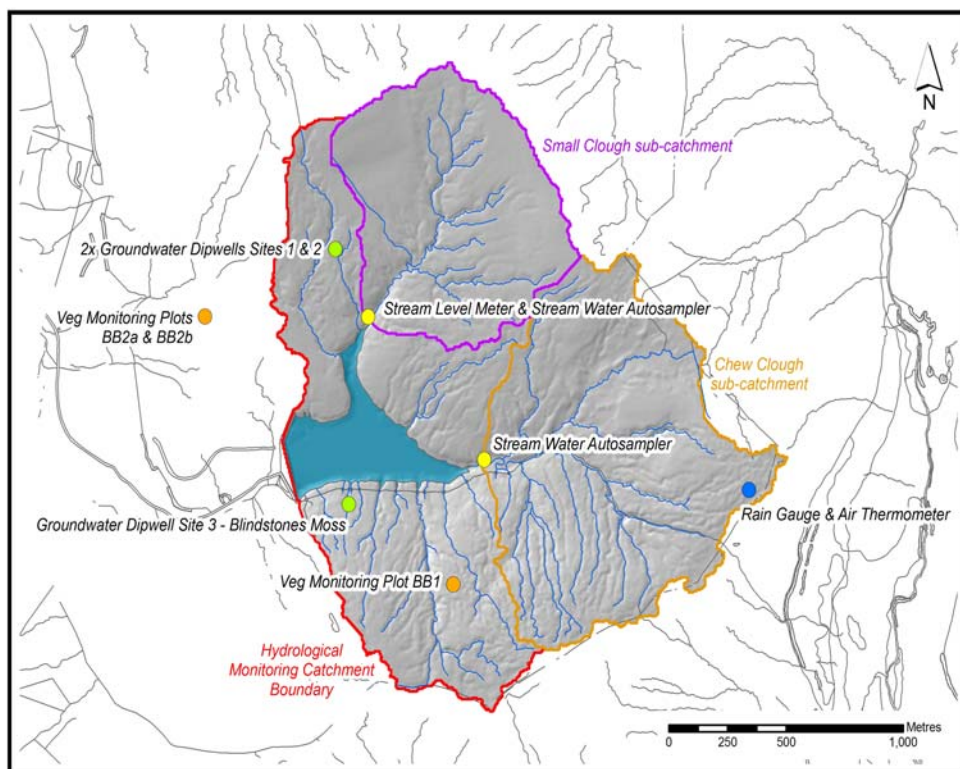 N
Small Clough sub-catchment
2x Groundwater Dipwells Sites 1 & 2
Veg Monitoring Plots
BB2a & BB2b
Stream Level Meter & Stream Water Autosampler
Chew Clough
sub-catchment
Stream Water Autosampler
Groundwater Dipwell Site 3 - Blindstones Moss
Rain Gauge & Air Thermometer
Veg Monitoring Plot BB1
Hydrological
Monitoring Catchment
Boundary
Metres
0 250 500 1,000